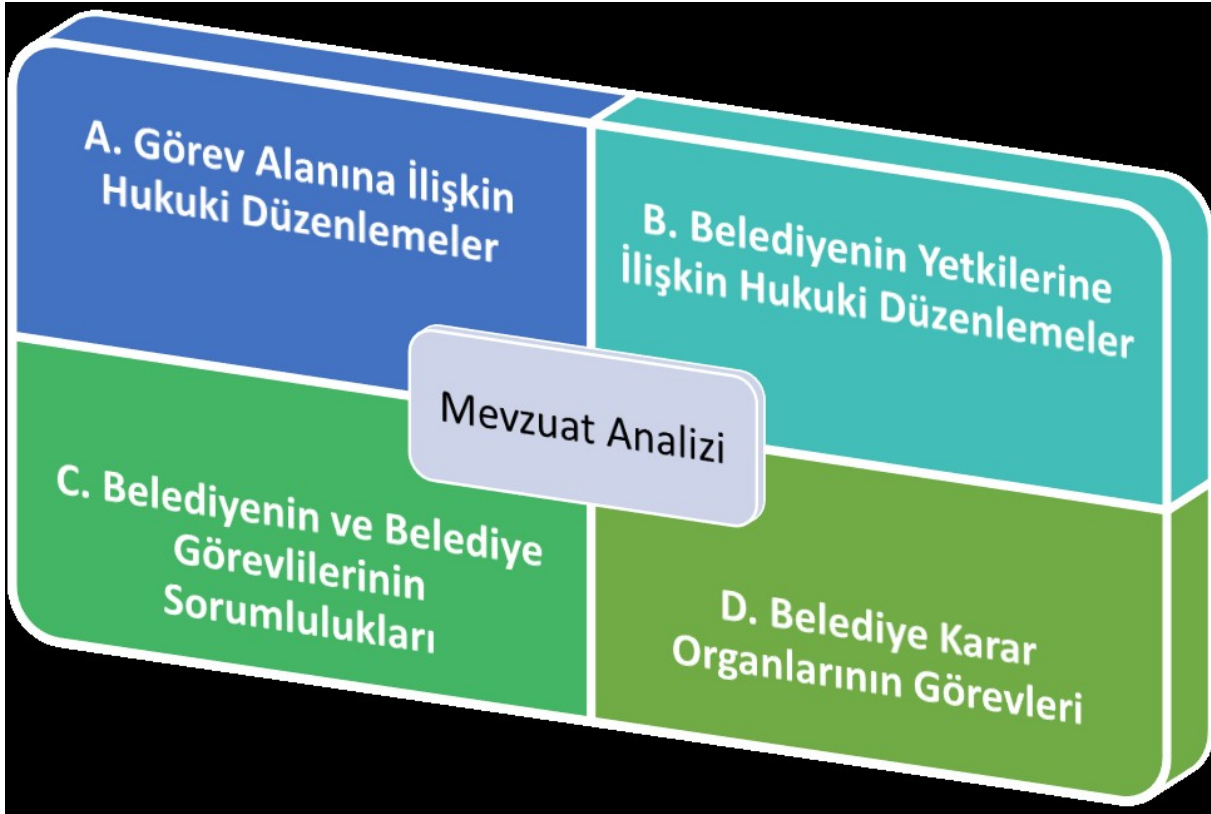 A. Görev Alanına İlişkin
Hukuki Düzenlemeler
B. Belediyenin Yetkilerine
İlişkin Hukuki Düzenlemeler
Mevzuat Analizi
C. Belediyenin ve Belediye
Görevlilerinin
Sorumlulukları
D. Belediye Karar
Organlarının Görevleri